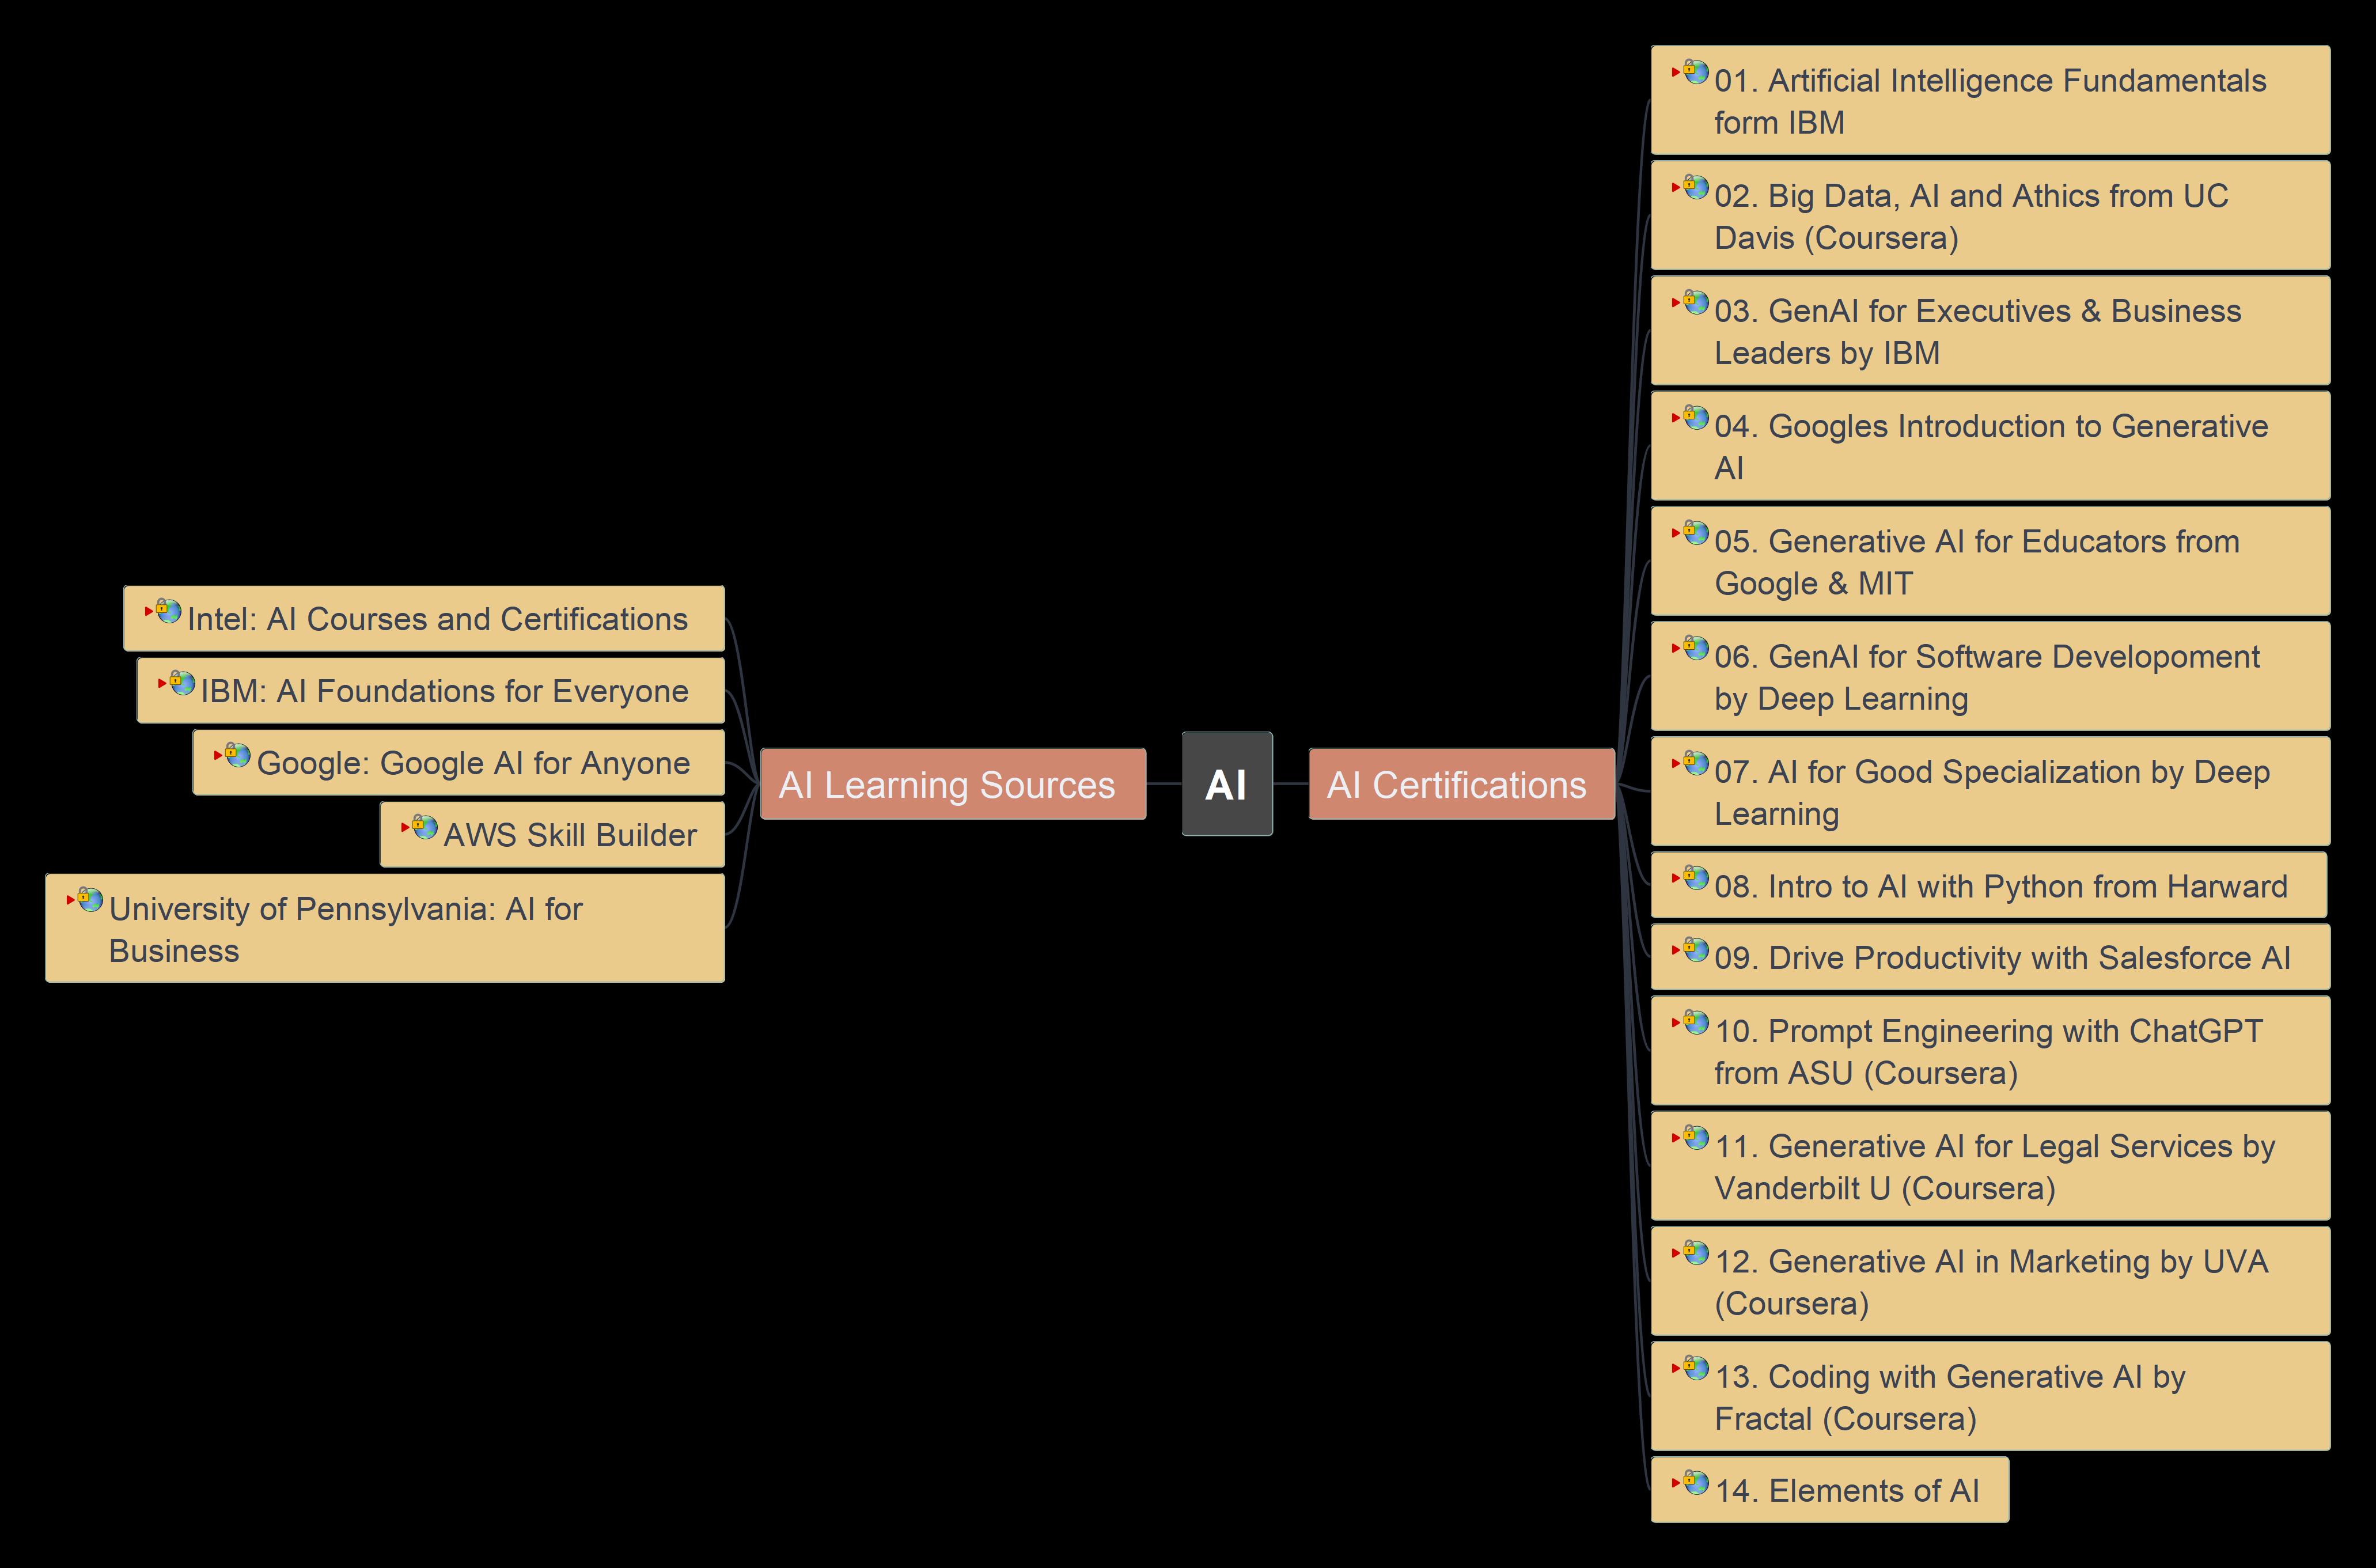 Intel: AI Courses and Certifications
IBM: AI Foundations for Everyone
Google: Google AI for Anyone
AWS Skill Builder
University of Pennsylvania: AI for
Business
AI Learning Sources
AI
AI Certifications
01. Artificial Intelligence Fundamentals
form IBM
02. Big Data, AI and Athics from UC
Davis (Coursera)
03. GenAI for Executives & Business
Leaders by IBM
04. Googles Introduction to Generative
AI
05. Generative AI for Educators from
Google & MIT
06. GenAI for Software Developoment
by Deep Learning
07. AI for Good Specialization by Deep
Learning
08. Intro to AI with Python from Harward
09. Drive Productivity with Salesforce AI
10. Prompt Engineering with ChatGPT
from ASU (Coursera)
11. Generative AI for Legal Services by
Vanderbilt U (Coursera)
12. Generative AI in Marketing by UVA
(Coursera)
13. Coding with Generative AI by
Fractal (Coursera)
14. Elements of AI